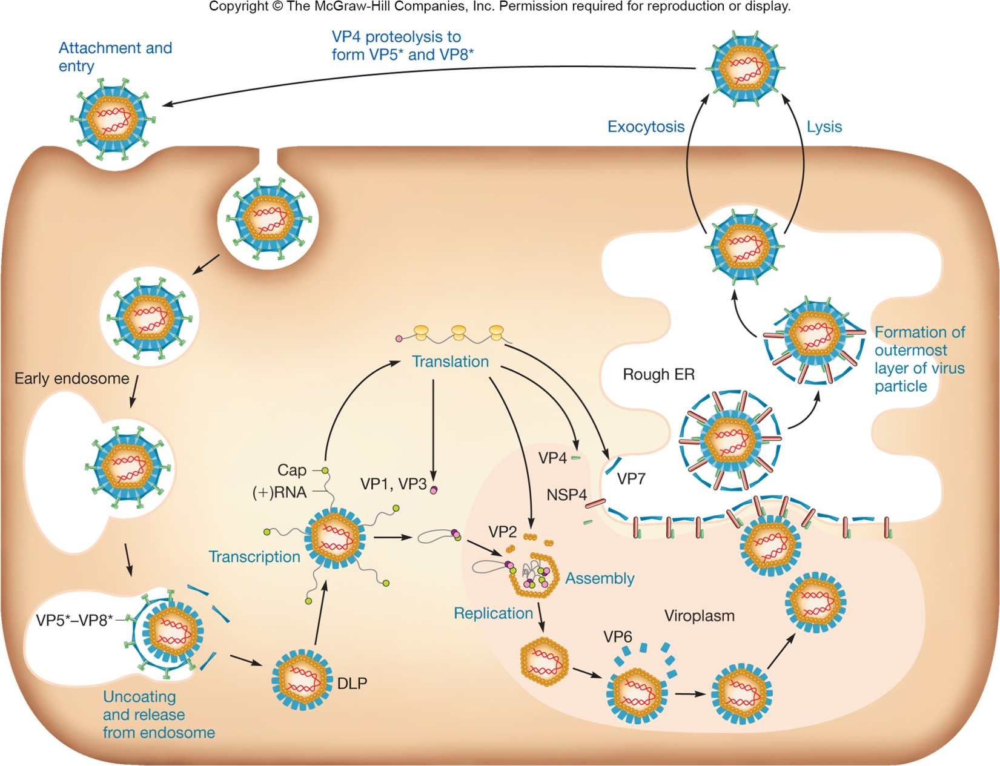 Copyright © The McGraw-Hill Companies, Inc. Permission required for reproduction or display.
Attachment and
entry
VP4 proteolysis to
form VP5* and VP8*
Exocytosis
Lysis
Early endosome
Translation
Rough ER
Formation of
outermost
layer of virus
particle
VP4
VP7
Cap
(+)RNA
VP1, VP3
NSP4
VP2
Transcription
Assembly
Replication
Viroplasm
VP5*–VP8*
VP6
DLP
Uncoating
and release
from endosome